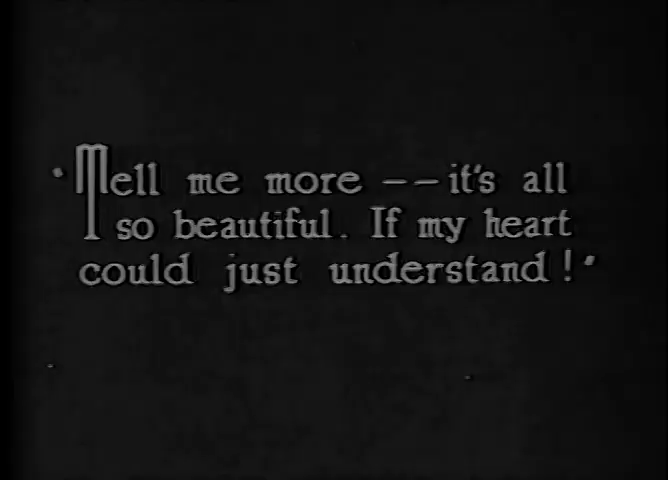 "Tell me more -- it's all
so beautiful. If my heart
could just understand!"